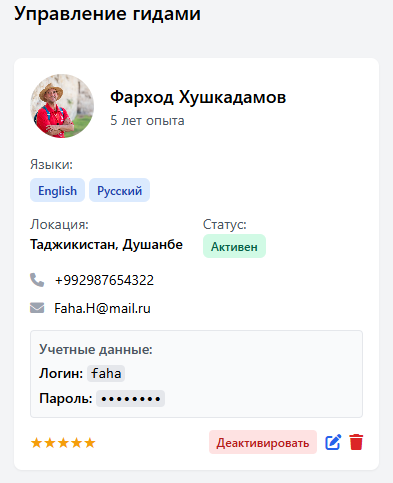 Управление гидами
Фарход Хушкадамов
5 лет опыта
Языки:
English Русский
Локация: Статус:
Таджикистан, Душанбе Активен
+992987654322
Faha.H@mail.ru
Учетные данные:
Логин: faha
Пароль: ••••••••
★★★★★ Деактивировать